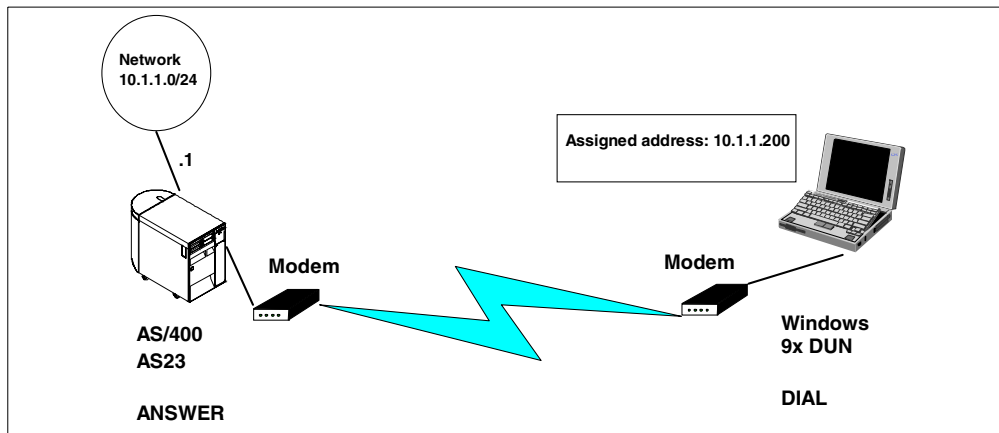 Network
10.1.1.0/24
.1
Assigned address: 10.1.1.200
Modem
Modem
AS/400
AS23
ANSWER
Windows
9x DUN
DIAL